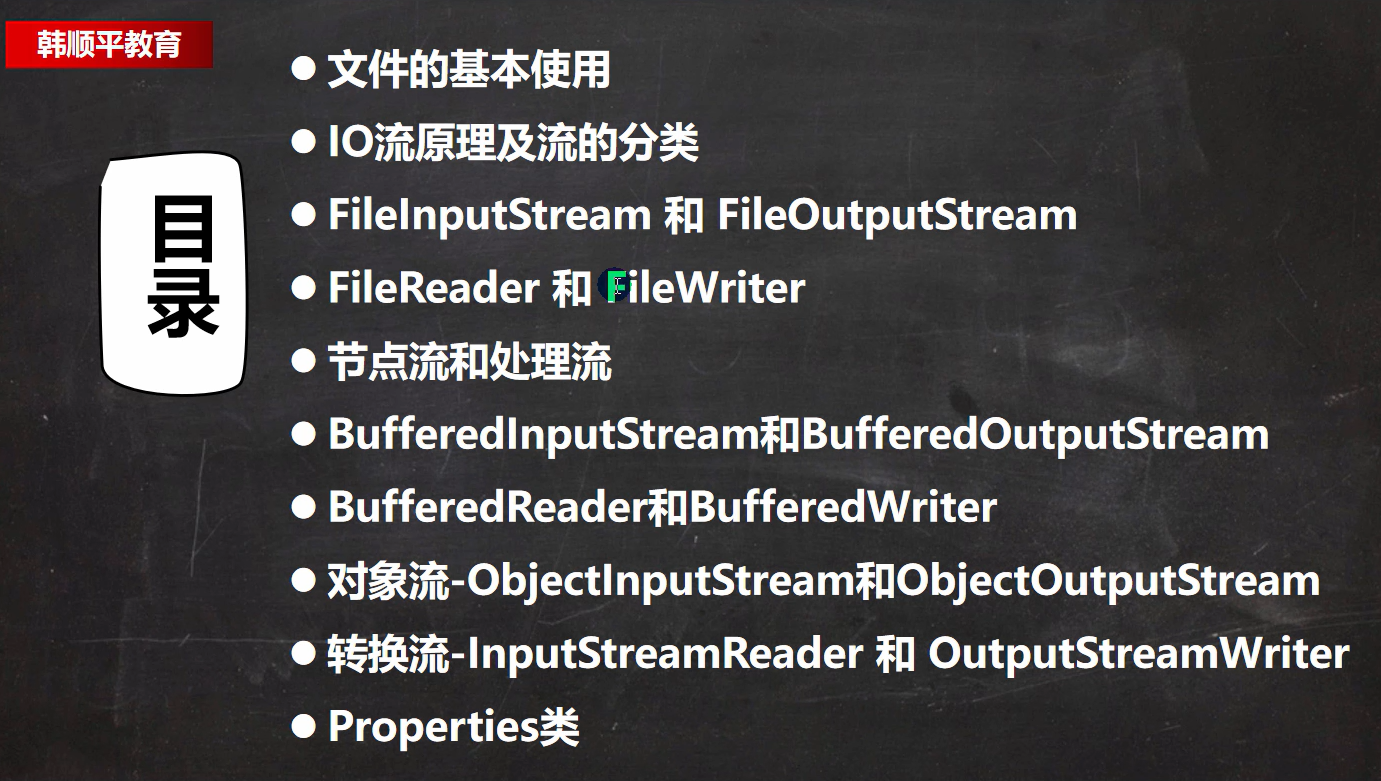 韩顺平教育
目录
文件的基本使用
IO流原理及流的分类
FileInputStream 和 FileOutputStream
FileReader 和 FileWriter
节点流和处理流
BufferedInputStream和BufferedOutputStream
BufferedReader和BufferedWriter
对象流-ObjectInputStream和ObjectOutputStream
转换流-InputStreamReader 和 OutputStreamWriter
Properties类